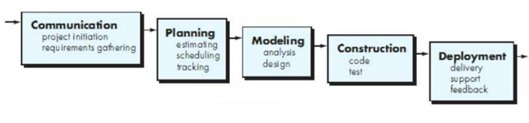 Communication
project initiation
requirements gathering
Planning
estimating
scheduling
tracking
Modeling
analysis
design
Construction
code
test
Deployment
delivery
support
feedback